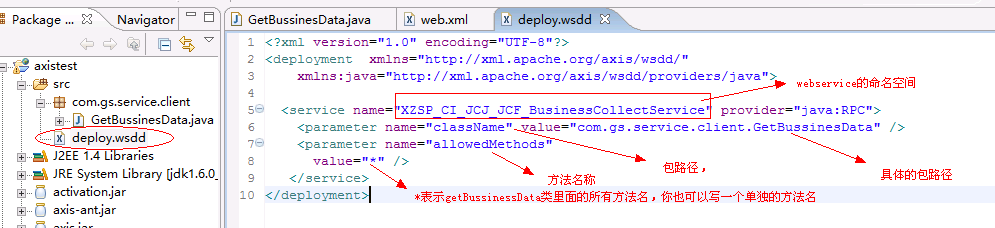 Package ...
Navigator
GetBussinesData.java
web.xml
deploy.wsdd
axistest
src
com.gs.service.client
GetBussinesData.java
deploy.wsdd
J2EE 1.4 Libraries
JRE System Library [jdk1.6.0_
activation.jar
axis-ant.jar
axis.jar
1 <?xml version="1.0" encoding="UTF-8"?>
2 <deployment xmlns="http://xml.apache.org/axis/wsdd/"
3 xmlns:java="http://xml.apache.org/axis/wsdd/providers/java">
webservice的命名空间
4
5 <service name="XZSP_CI_JCJ_JCF_BusinessCollectService" provider="java:RPC">
6 <parameter name="className" value="com.gs.service.client.GetBussinesData" />
7 <parameter name="allowedMethods"
8 value="*" />
包路径，
具体的包路径
9 </service>
方法名称
10 </deployment>
*表示getBussinessData类里面的所有方法名，你也可以写一个单独的方法名